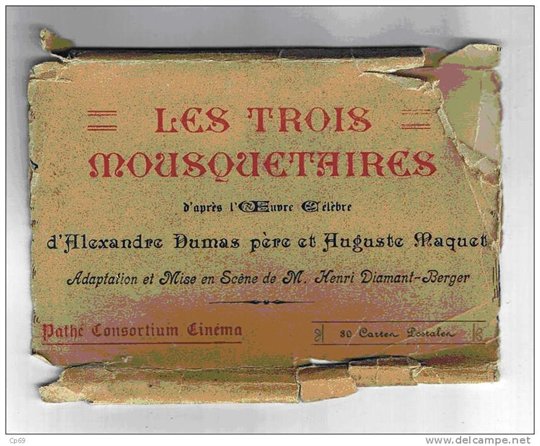 LES TROIS
MOUSQUETAIRES
d'après l'Œuvre Célèbre
d'Alexandre Dumas père et Auguste Maquet
Adaptation et Mise en Scène de M. Henri Diamant-Berger
Pathé Consortium Cinéma
30 Cartes Postales
Cp69
www.delcampe.net